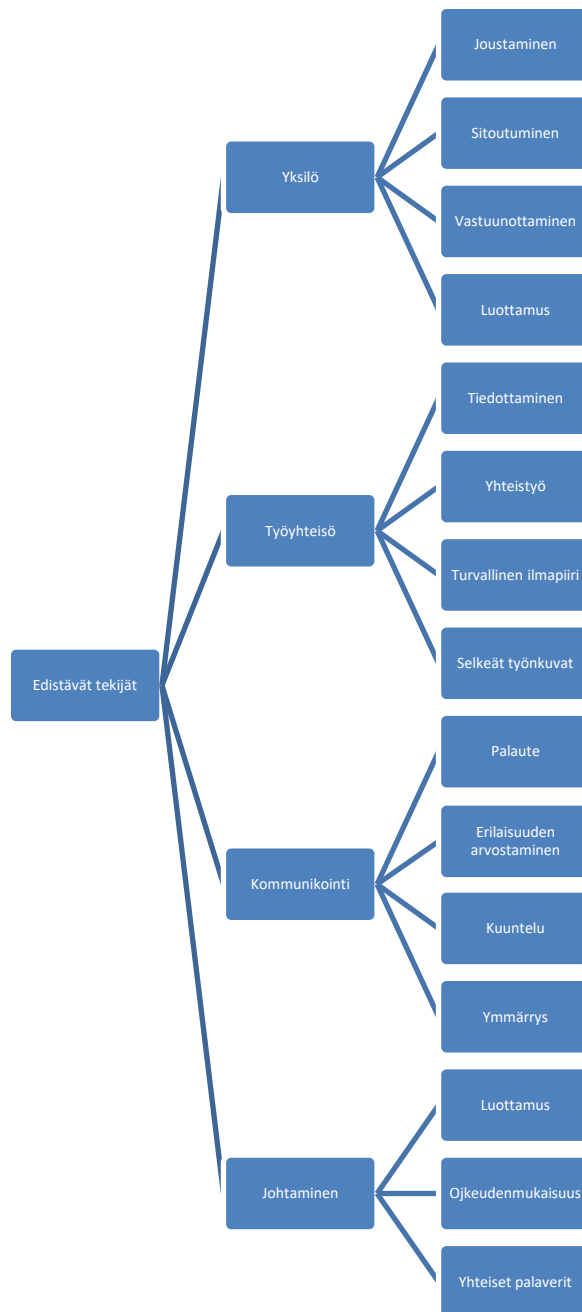 Edistävät tekijät
Yksilö
Joustaminen
Sitoutuminen
Vastuunottaminen
Luottamus
Työyhteisö
Tiedottaminen
Yhteistyö
Turvallinen ilmapiiri
Selkeät työnkuvat
Kommunikointi
Palaute
Erilaisuuden
arvostaminen
Kuuntelu
Ymmärrys
Johtaminen
Luottamus
Ojkeudenmukaisuus
Yhteiset palaverit